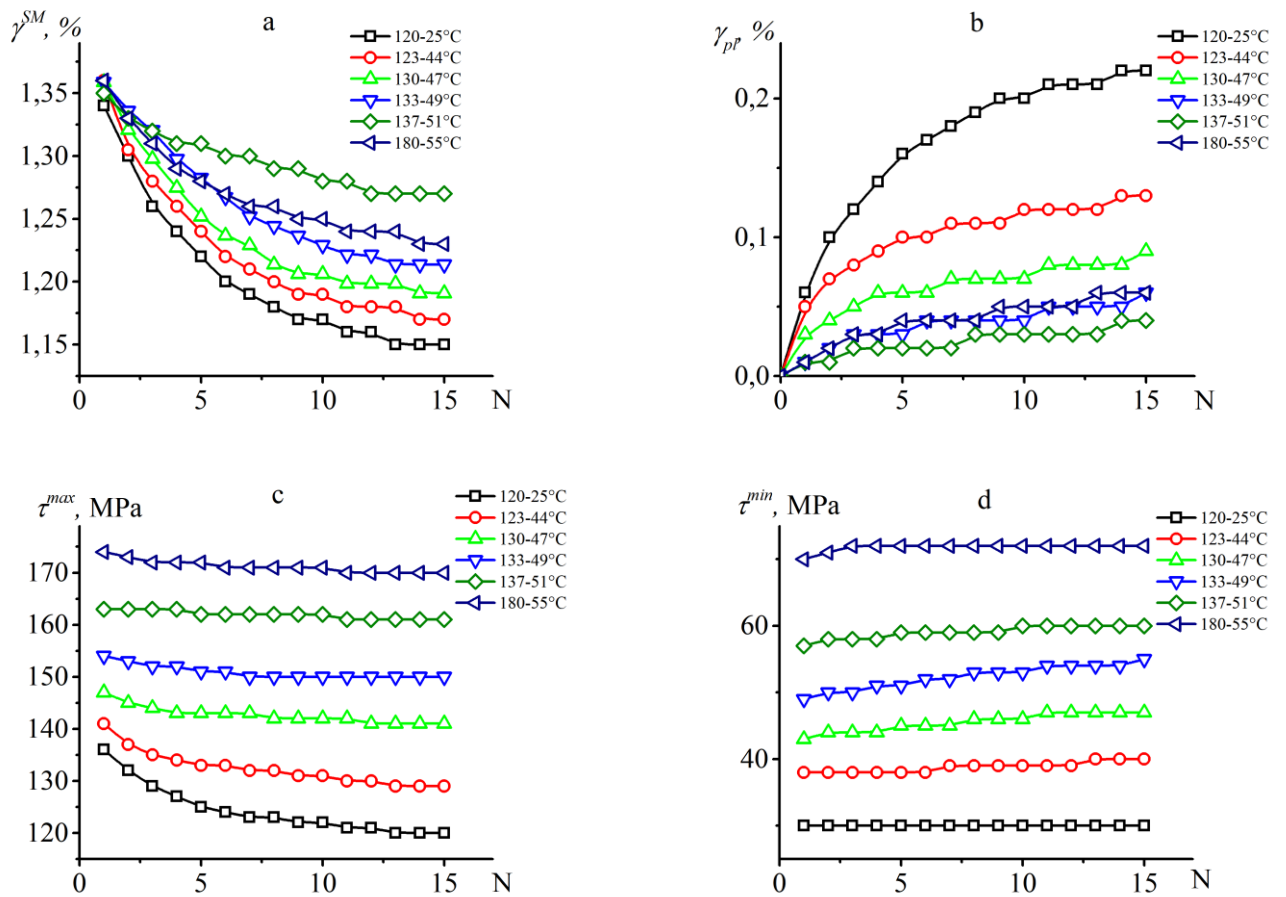 γ^SM, %
a
120-25°C
123-44°C
130-47°C
133-49°C
137-51°C
180-55°C
1,35
1,30
1,25
1,20
1,15
0 5 10 15 N
γ_pl, %
b
120-25°C
123-44°C
130-47°C
133-49°C
137-51°C
180-55°C
0,2
0,1
0,0
0 5 10 15 N
τ^max, MPa
c
120-25°C
123-44°C
130-47°C
133-49°C
137-51°C
180-55°C
170
160
150
140
130
120
0 5 10 15 N
τ^min, MPa
d
120-25°C
123-44°C
130-47°C
133-49°C
137-51°C
180-55°C
60
40
0 5 10 15 N